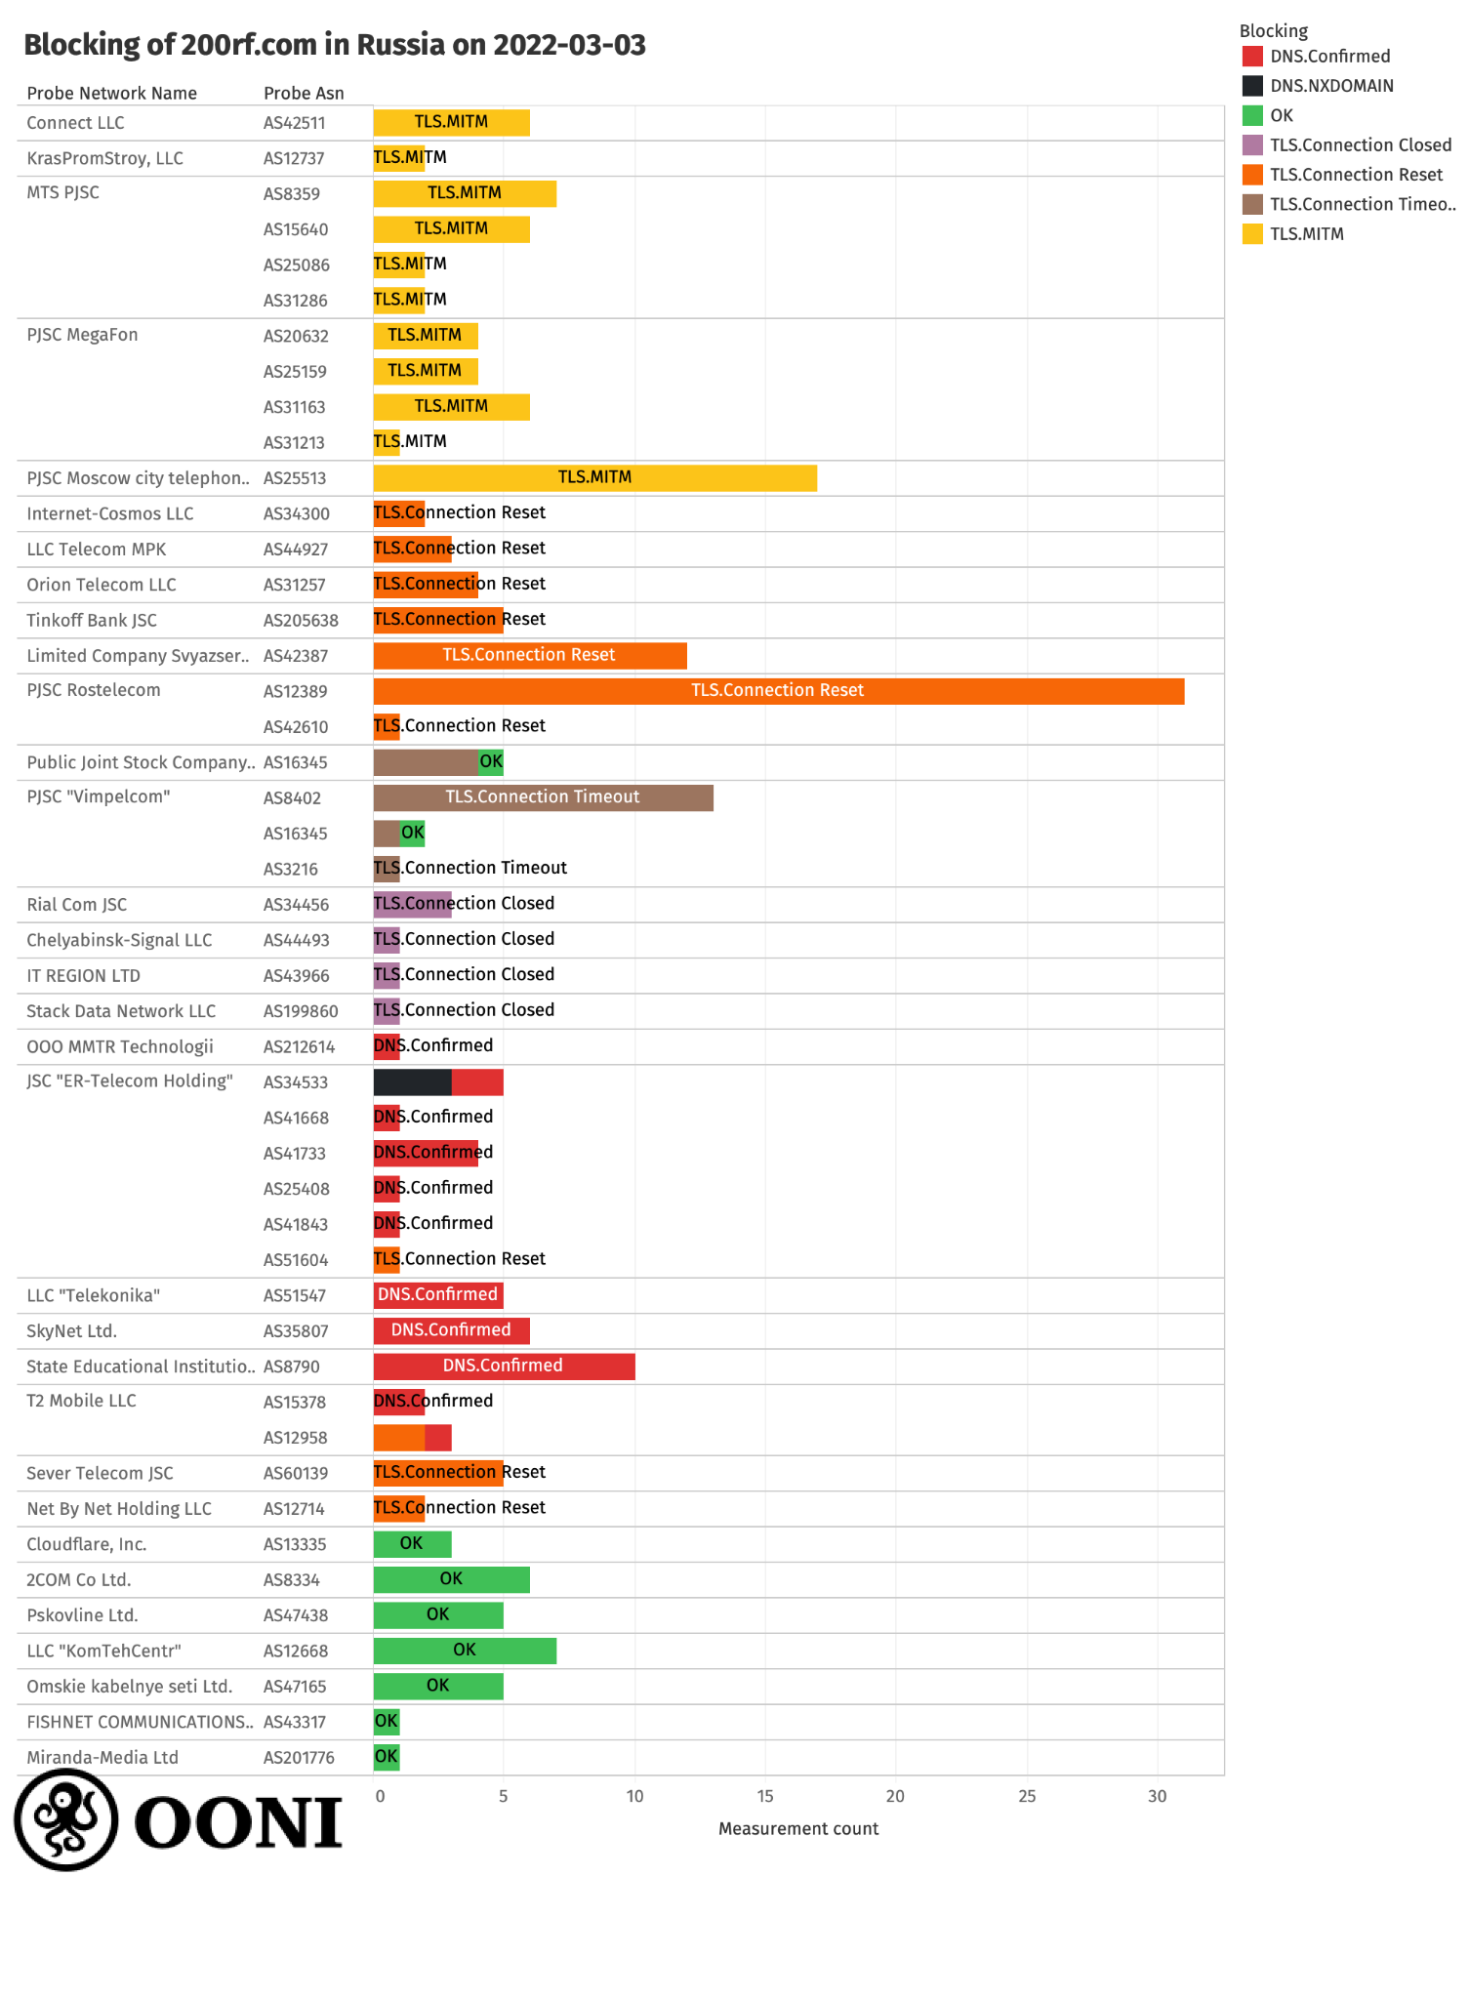 Blocking of 200rf.com in Russia on 2022-03-03
Blocking
DNS.Confirmed
DNS.NXDOMAIN
OK
TLS.Connection Closed
TLS.Connection Reset
TLS.Connection Timeo..
TLS.MITM
Probe Network Name Probe Asn
Connect LLC AS42511 TLS.MITM
KrasPromStroy, LLC AS12737 TLS.MITM
MTS PJSC AS8359 TLS.MITM
AS15640 TLS.MITM
AS25086 TLS.MITM
AS31286 TLS.MITM
PJSC MegaFon AS20632 TLS.MITM
AS25159 TLS.MITM
AS31163 TLS.MITM
AS31213 TLS.MITM
PJSC Moscow city telephon.. AS25513 TLS.MITM
Internet-Cosmos LLC AS34300 TLS.Connection Reset
LLC Telecom MPK AS44927 TLS.Connection Reset
Orion Telecom LLC AS31257 TLS.Connection Reset
Tinkoff Bank JSC AS205638 TLS.Connection Reset
Limited Company Svyazser.. AS42387 TLS.Connection Reset
PJSC Rostelecom AS12389 TLS.Connection Reset
AS42610 TLS.Connection Reset
Public Joint Stock Company.. AS16345 OK
PJSC "Vimpelcom" AS8402 TLS.Connection Timeout
AS16345 OK
AS3216 TLS.Connection Timeout
Rial Com JSC AS34456 TLS.Connection Closed
Chelyabinsk-Signal LLC AS44493 TLS.Connection Closed
IT REGION LTD AS43966 TLS.Connection Closed
Stack Data Network LLC AS199860 TLS.Connection Closed
OOO MMTR Technologii AS212614 DNS.Confirmed
JSC "ER-Telecom Holding" AS34533
AS41668 DNS.Confirmed
AS41733 DNS.Confirmed
AS25408 DNS.Confirmed
AS41843 DNS.Confirmed
AS51604 TLS.Connection Reset
LLC "Telekonika" AS51547 DNS.Confirmed
SkyNet Ltd. AS35807 DNS.Confirmed
State Educational Institutio.. AS8790 DNS.Confirmed
T2 Mobile LLC AS15378 DNS.Confirmed
AS12958
Sever Telecom JSC AS60139 TLS.Connection Reset
Net By Net Holding LLC AS12714 TLS.Connection Reset
Cloudflare, Inc. AS13335 OK
2COM Co Ltd. AS8334 OK
Pskovline Ltd. AS47438 OK
LLC "KomTehCentr" AS12668 OK
Omskie kabelnye seti Ltd. AS47165 OK
FISHNET COMMUNICATIONS.. AS43317 OK
Miranda-Media Ltd AS201776 OK
0 5 10 15 20 25 30
Measurement count
OONI